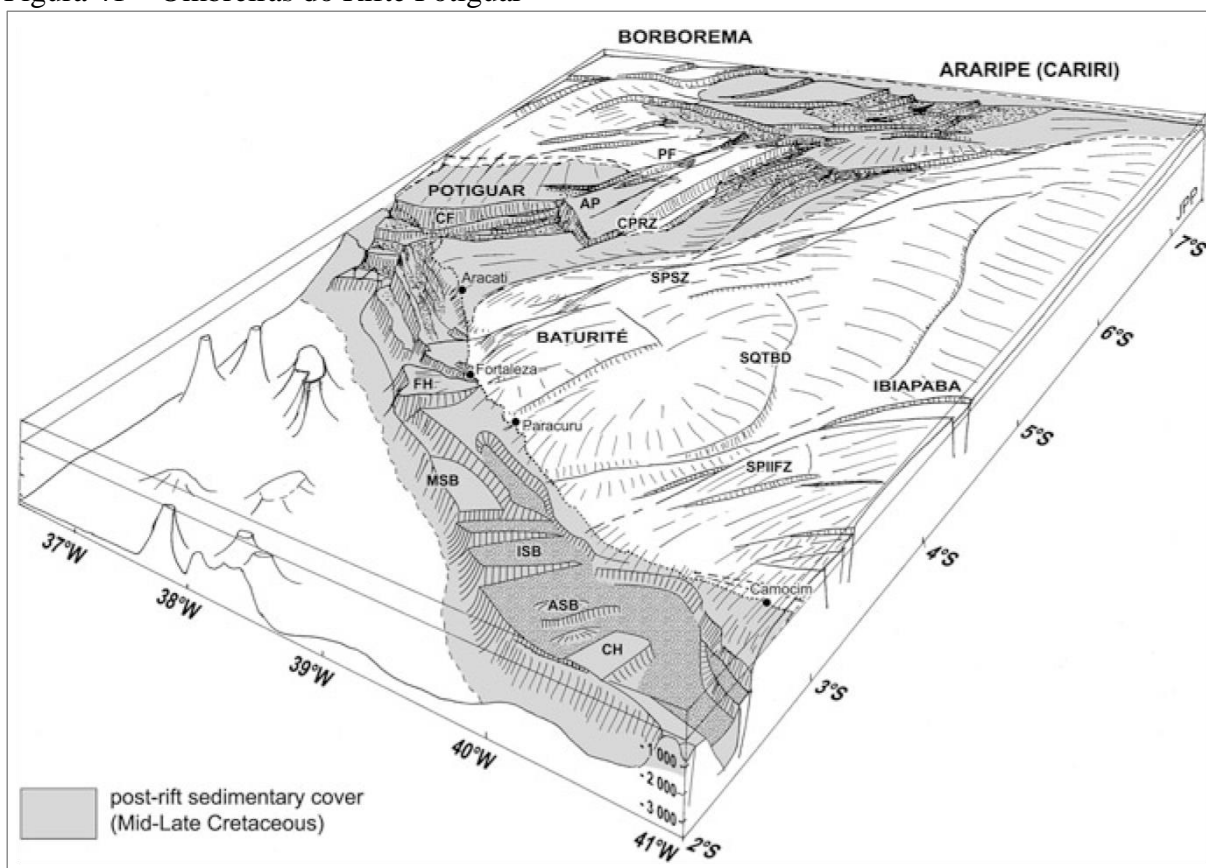 Figura 41 – Ombreiras do Rifte Potiguar
BORBOREMA
ARARIPE (CARIRI)
PF
POTIGUAR
AP
CF
CPRZ
JPP
7°S
Aracati
SPSZ
6°S
BATURITÉ
SQTBD
Fortaleza
FH
IBIAPABA
Paracuru
5°S
MSB
SPIIFZ
37°W
ISB
4°S
38°W
ASB
Camocim
CH
39°W
3°S
40°W
- 1 000
- 2 000
- 3 000
41°W
2°S
post-rift sedimentary cover
(Mid-Late Cretaceous)